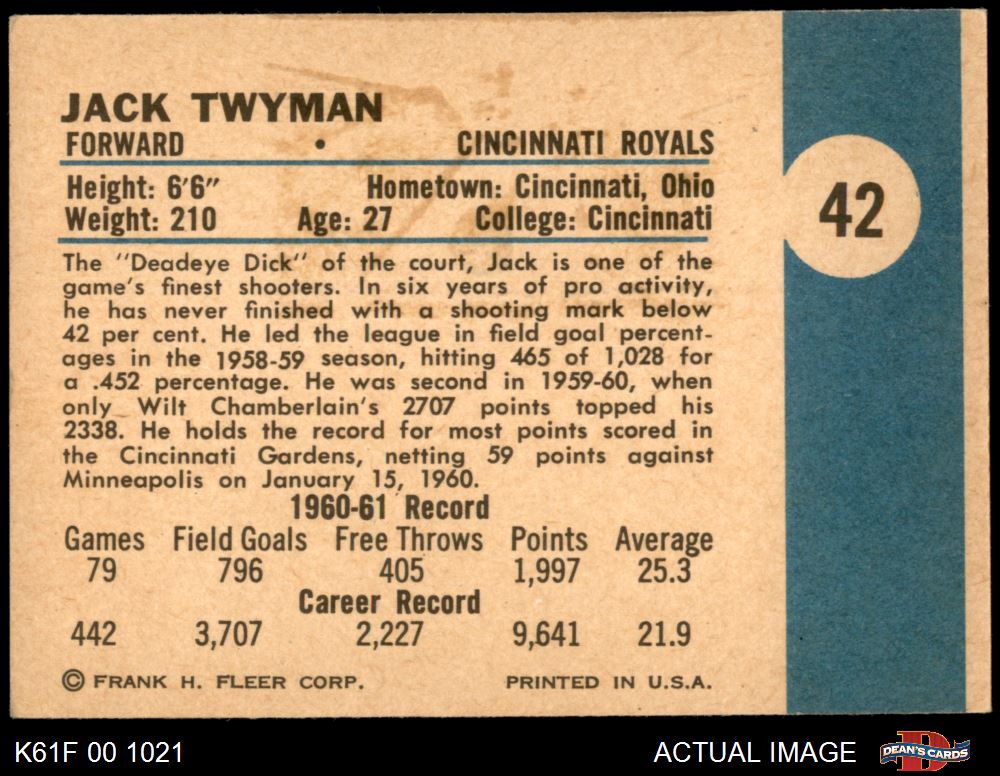 JACK TWYMAN
FORWARD • CINCINNATI ROYALS
Height: 6'6" Hometown: Cincinnati, Ohio
Weight: 210 Age: 27 College: Cincinnati
42
The "Deadeye Dick" of the court, Jack is one of the
game's finest shooters. In six years of pro activity,
he has never finished with a shooting mark below
42 per cent. He led the league in field goal percent-
ages in the 1958-59 season, hitting 465 of 1,028 for
a .452 percentage. He was second in 1959-60, when
only Wilt Chamberlain's 2707 points topped his
2338. He holds the record for most points scored in
the Cincinnati Gardens, netting 59 points against
Minneapolis on January 15, 1960.
1960-61 Record
Games Field Goals Free Throws Points Average
79 796 405 1,997 25.3
Career Record
442 3,707 2,227 9,641 21.9
© FRANK H. FLEER CORP. PRINTED IN U.S.A.
K61F 00 1021 ACTUAL IMAGE D DEAN'S CARDS